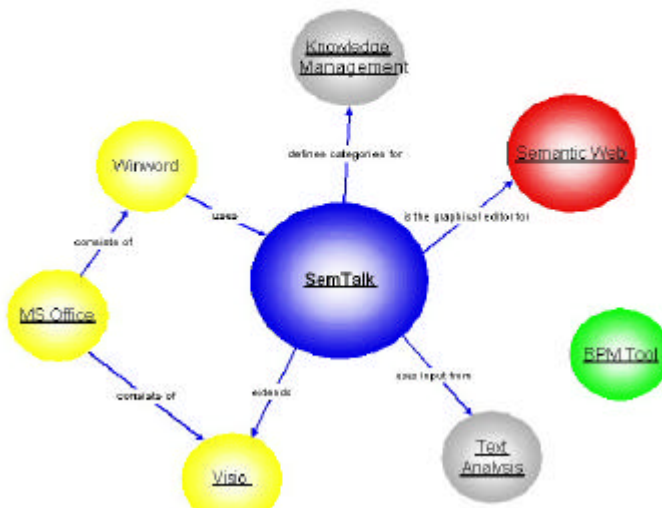 Knowledge
Management
Semantic Web
Winword
defines categories for
uses
is the graphical editor for
consists of
SemTalk
MS Office
BPM Tool
consists of
extends
uses input from
Text
Analysis
Visio